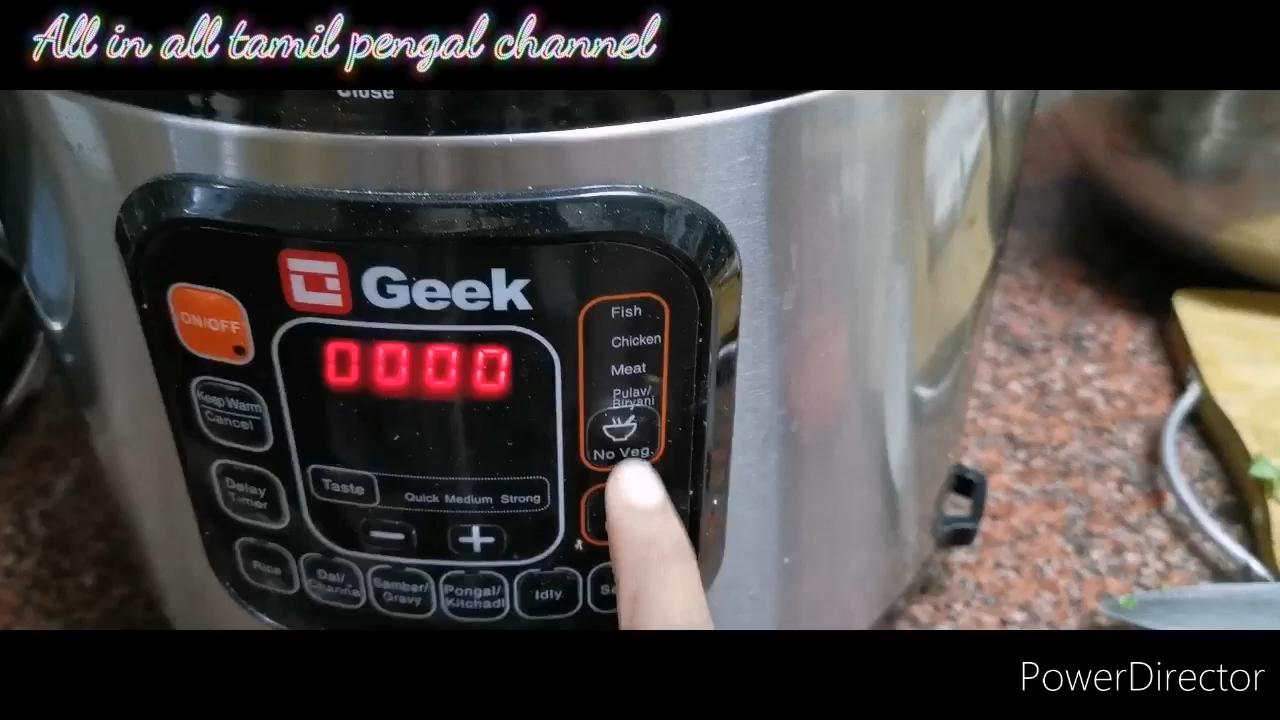 All in all tamil pengal channel
Close
Geek
ON/OFF
Fish
Chicken
Meat
Pulav/
Biryani
No Veg.
0000
Keep Warm
Cancel
Delay
Timer
Taste
Quick Medium Strong
Rice
Dal/
Channa
Sambar/
Gravy
Pongal/
Kitchadi
Idly
PowerDirector